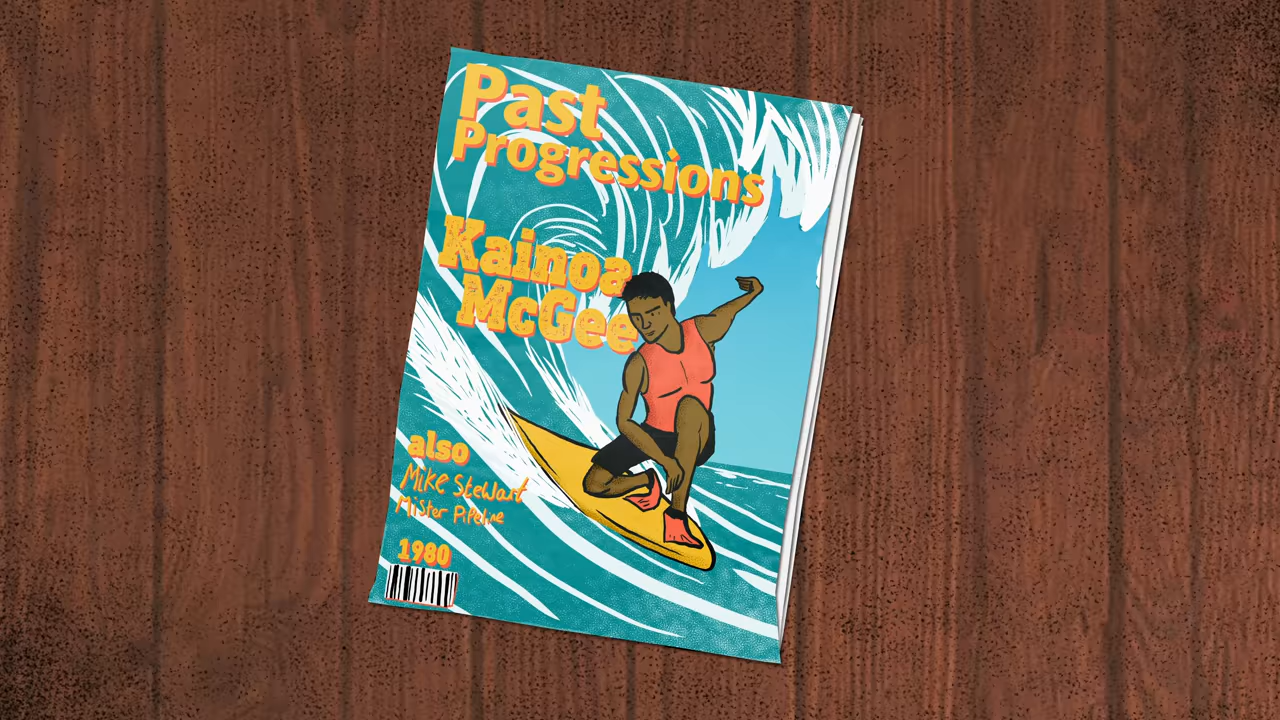 Past
Progressions
Kainoa
McGee
also
Mike Stewart
Mister Pipeline
1980